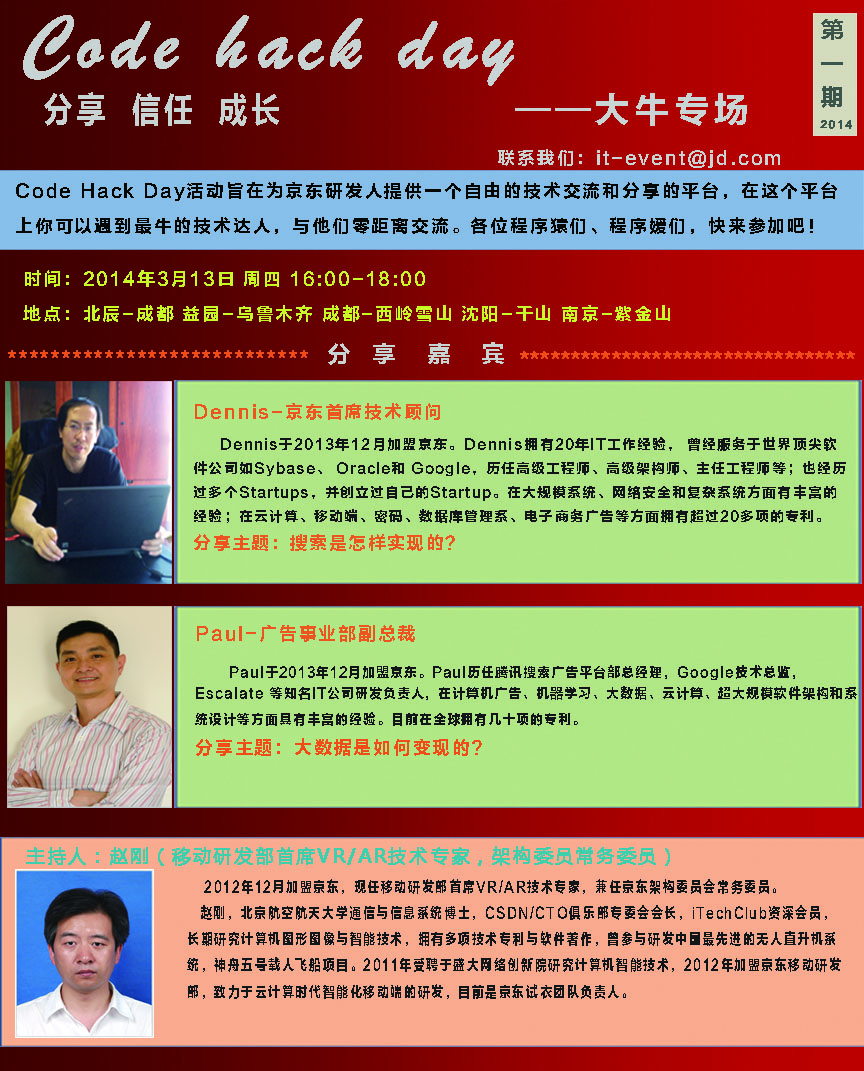 Code hack day
第一期
2014
分享 信任 成长
——大牛专场
联系我们：it-event@jd.com
Code Hack Day活动旨在为京东研发人提供一个自由的技术交流和分享的平台，在这个平台
上你可以遇到最牛的技术达人，与他们零距离交流。各位程序猿们、程序媛们，快来参加吧！
时间：2014年3月13日 周四 16:00-18:00
地点：北辰-成都 益园-乌鲁木齐 成都-西岭雪山 沈阳-千山 南京-紫金山
**************************** 分 享 嘉 宾 ********************************
Dennis-京东首席技术顾问
Dennis于2013年12月加盟京东。Dennis拥有20年IT工作经验， 曾经服务于世界顶尖软
件公司如Sybase、 Oracle和 Google，历任高级工程师、高级架构师、主任工程师等；也经历
过多个Startups，并创立过自己的Startup。在大规模系统、网络安全和复杂系统方面有丰富的
经验；在云计算、移动端、密码、数据库管理系、电子商务广告等方面拥有超过20多项的专利。
分享主题：搜索是怎样实现的？
Paul-广告事业部副总裁
Paul于2013年12月加盟京东。Paul历任腾讯搜索广告平台部总经理，Google技术总监，
Escalate 等知名IT公司研发负责人，在计算机广告、机器学习、大数据、云计算、超大规模软件架构和系
统设计等方面具有丰富的经验。目前在全球拥有几十项的专利。
分享主题：大数据是如何变现的？
主持人：赵刚（移动研发部首席VR/AR技术专家，架构委员常务委员）
2012年12月加盟京东，现任移动研发部首席VR/AR技术专家，兼任京东架构委员会常务委员。
赵刚，北京航空航天大学通信与信息系统博士，CSDN/CTO俱乐部专委会会长，iTechClub资深会员，
长期研究计算机图形图像与智能技术，拥有多项技术专利与软件著作，曾参与研发中国最先进的无人直升机系
统，神舟五号载人飞船项目。2011年受聘于盛大网络创新院研究计算机智能技术，2012年加盟京东移动研发
部，致力于云计算时代智能化移动端的研发，目前是京东试衣团队负责人。